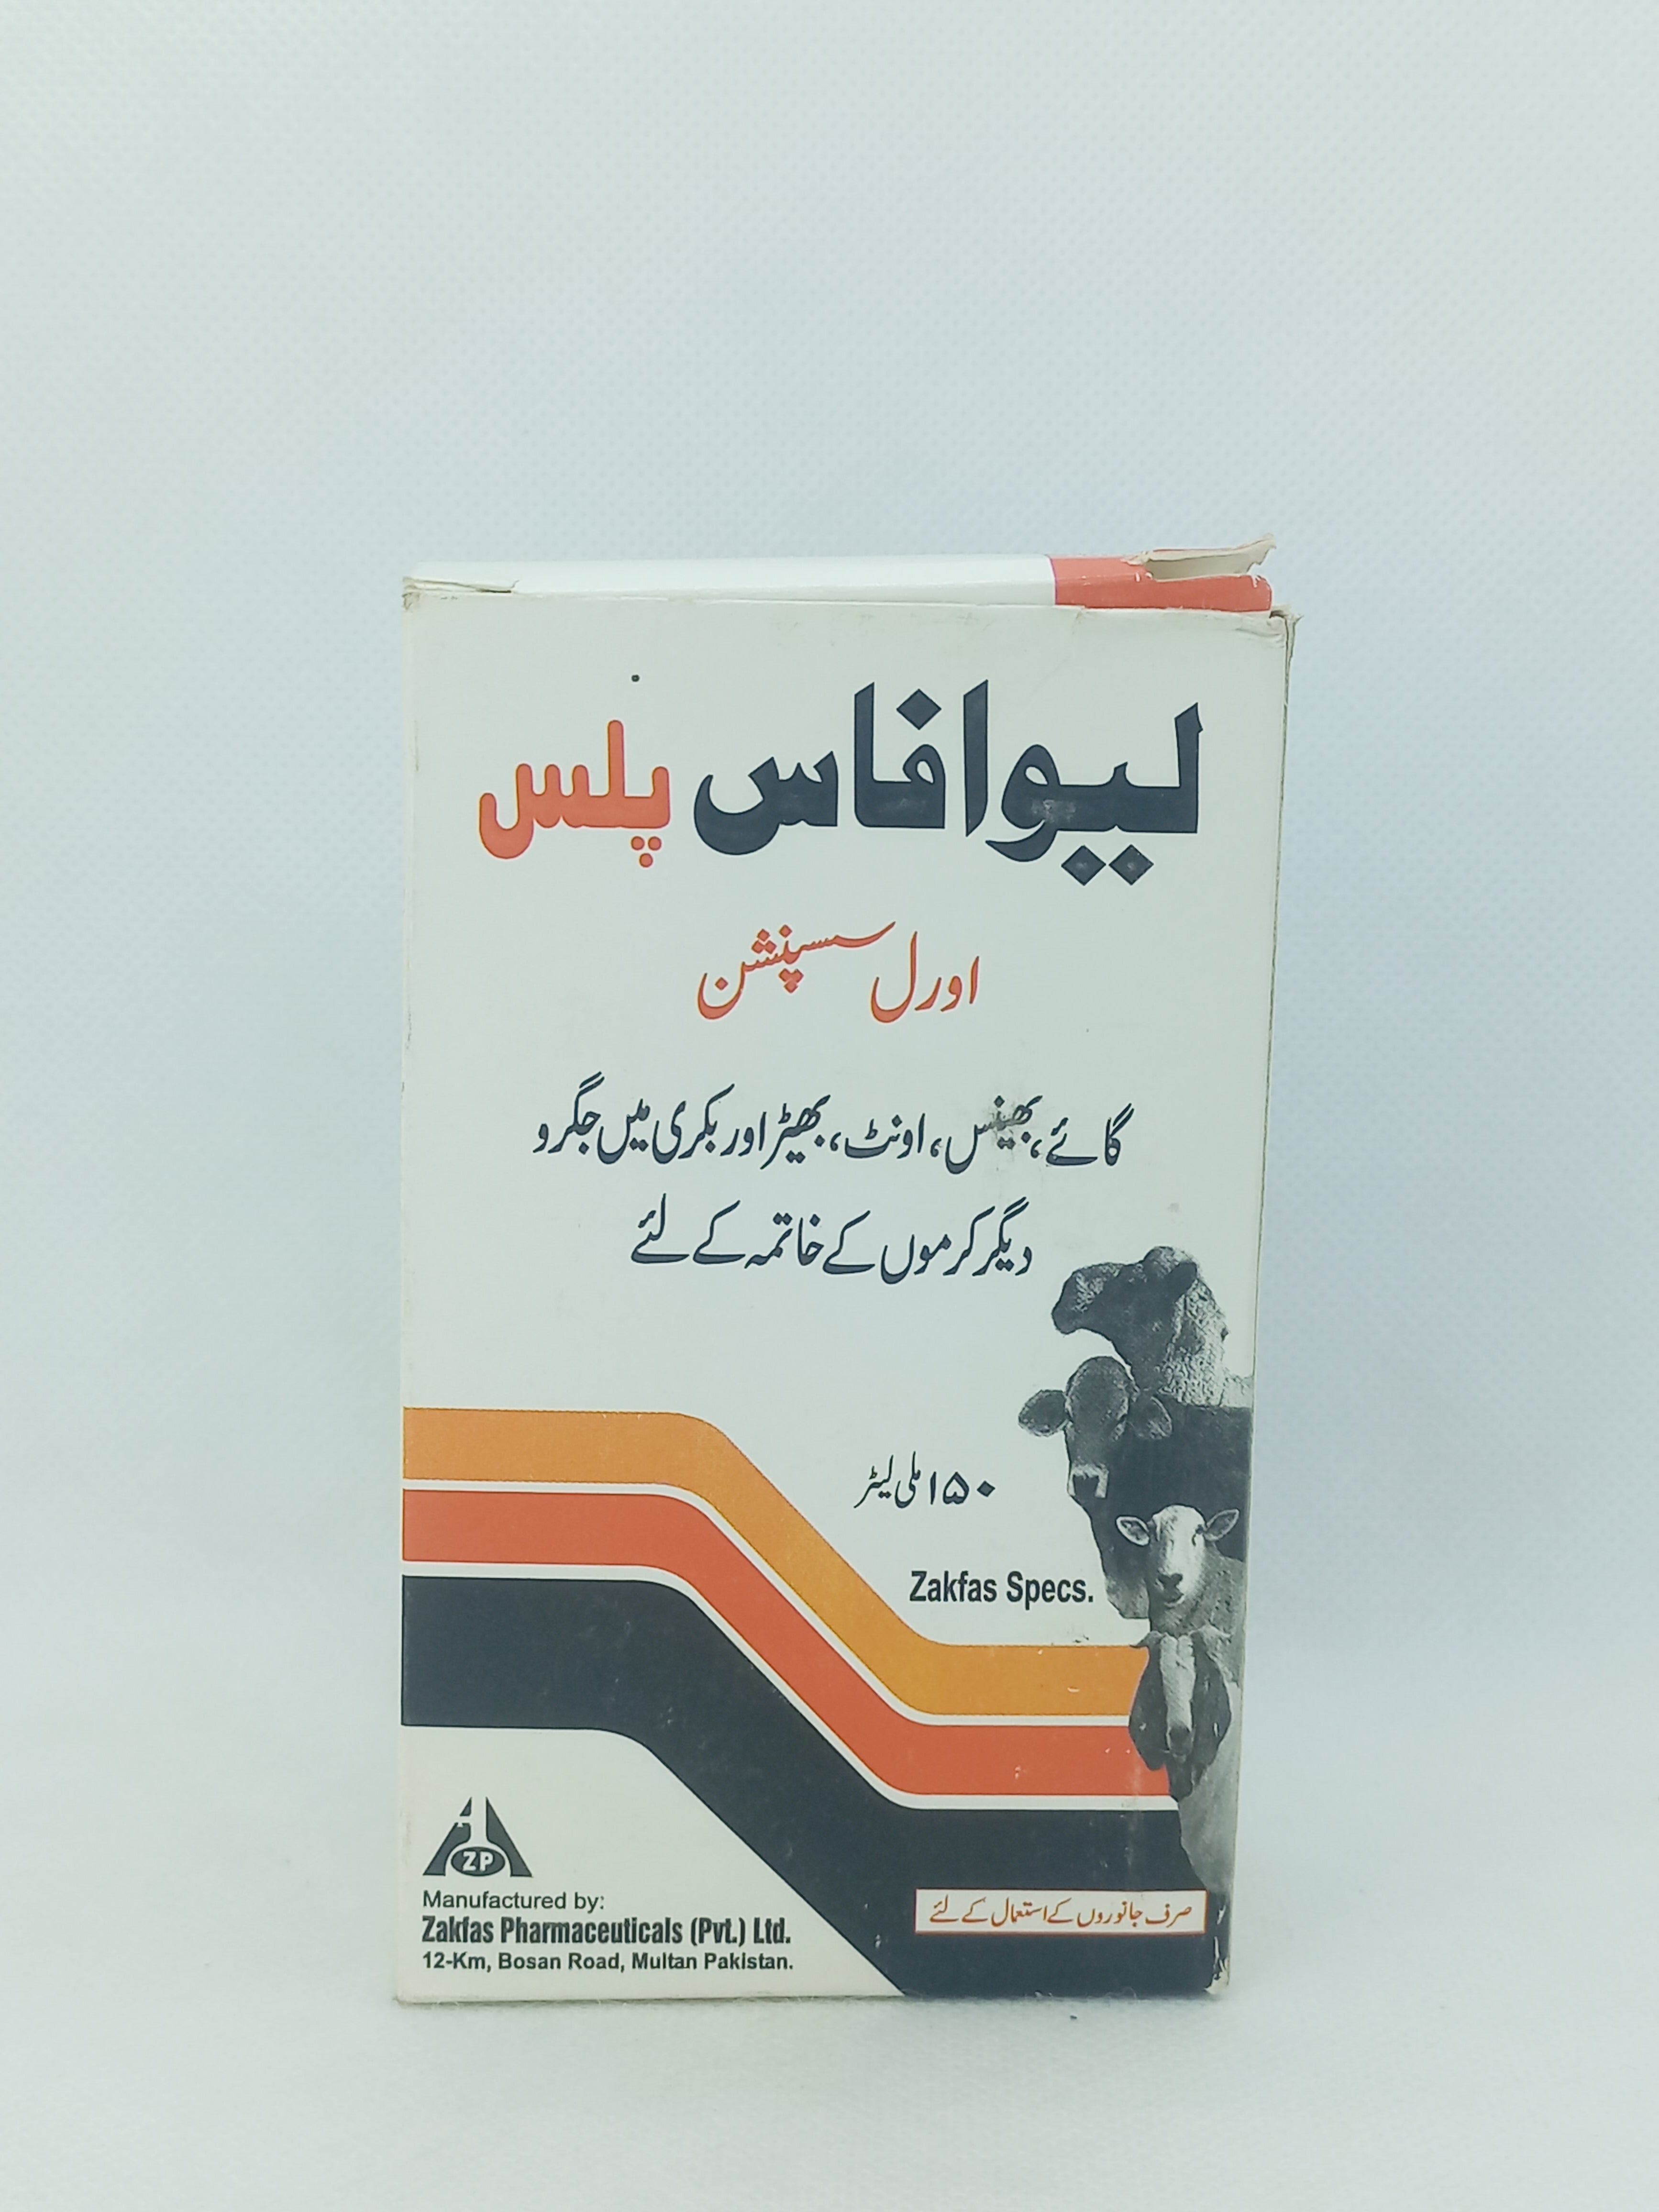 لیوافاس پلس
اورل سسپنشن
گائے، بھینس، اونٹ، بھیڑ اور بکری میں جگر و
دیگر کرموں کے خاتمہ کے لئے
۱۵۰ ملی لیٹر
Zakfas Specs.
ZP
Manufactured by:
Zakfas Pharmaceuticals (Pvt.) Ltd.
12-Km, Bosan Road, Multan Pakistan.
صرف جانوروں کے استعمال کے لئے